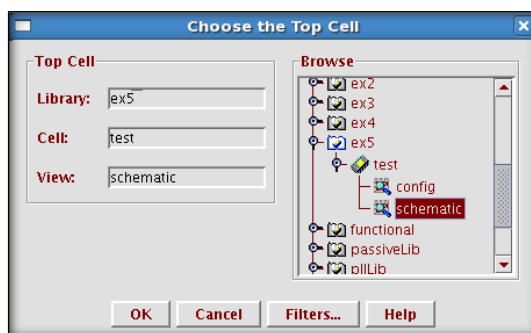 Choose the Top Cell
Top Cell
Library: ex5
Cell: test
View: schematic
Browse
ex2
ex3
ex4
ex5
test
config
schematic
functional
passiveLib
pllLib
OK Cancel Filters... Help